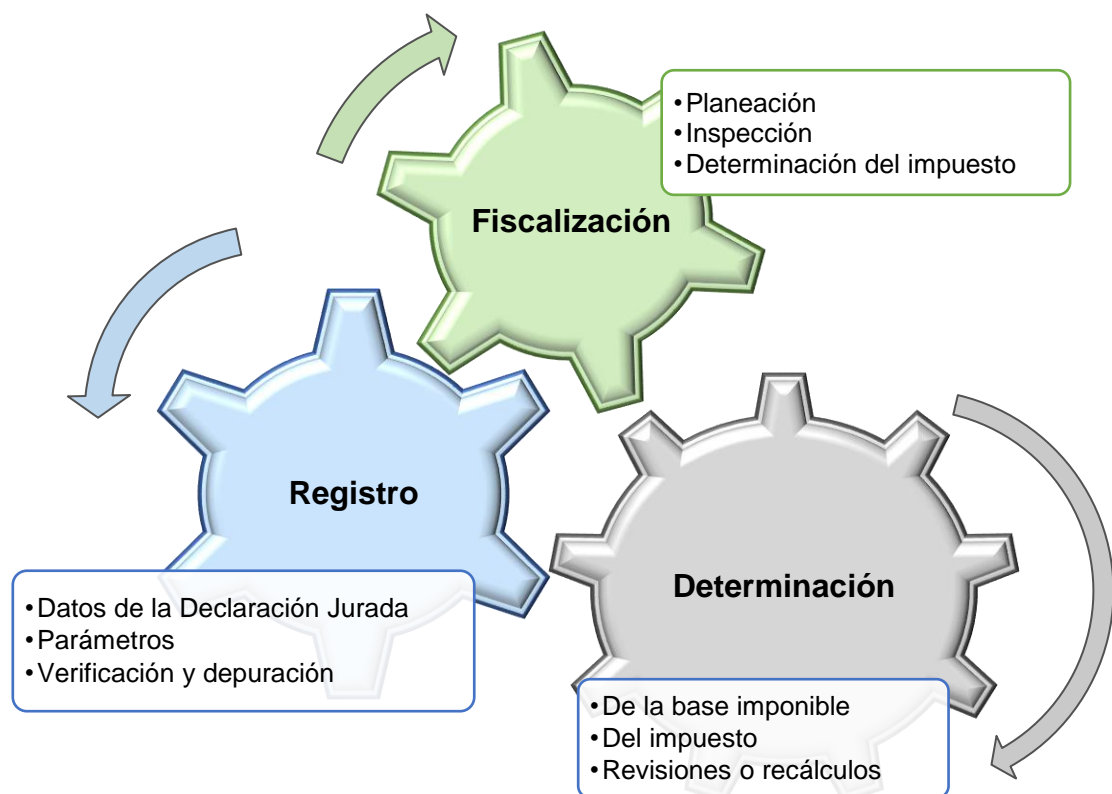 •Planeación
•Inspección
•Determinación del impuesto
Fiscalización
Registro
•Datos de la Declaración Jurada
•Parámetros
•Verificación y depuración
Determinación
•De la base imponible
•Del impuesto
•Revisiones o recálculos